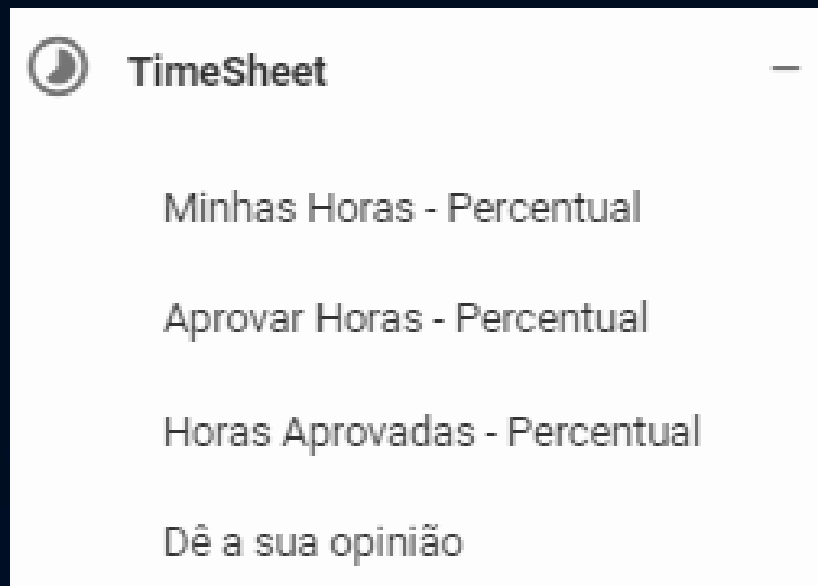 TimeSheet
Minhas Horas - Percentual
Aprovar Horas - Percentual
Horas Aprovadas - Percentual
Dê a sua opinião